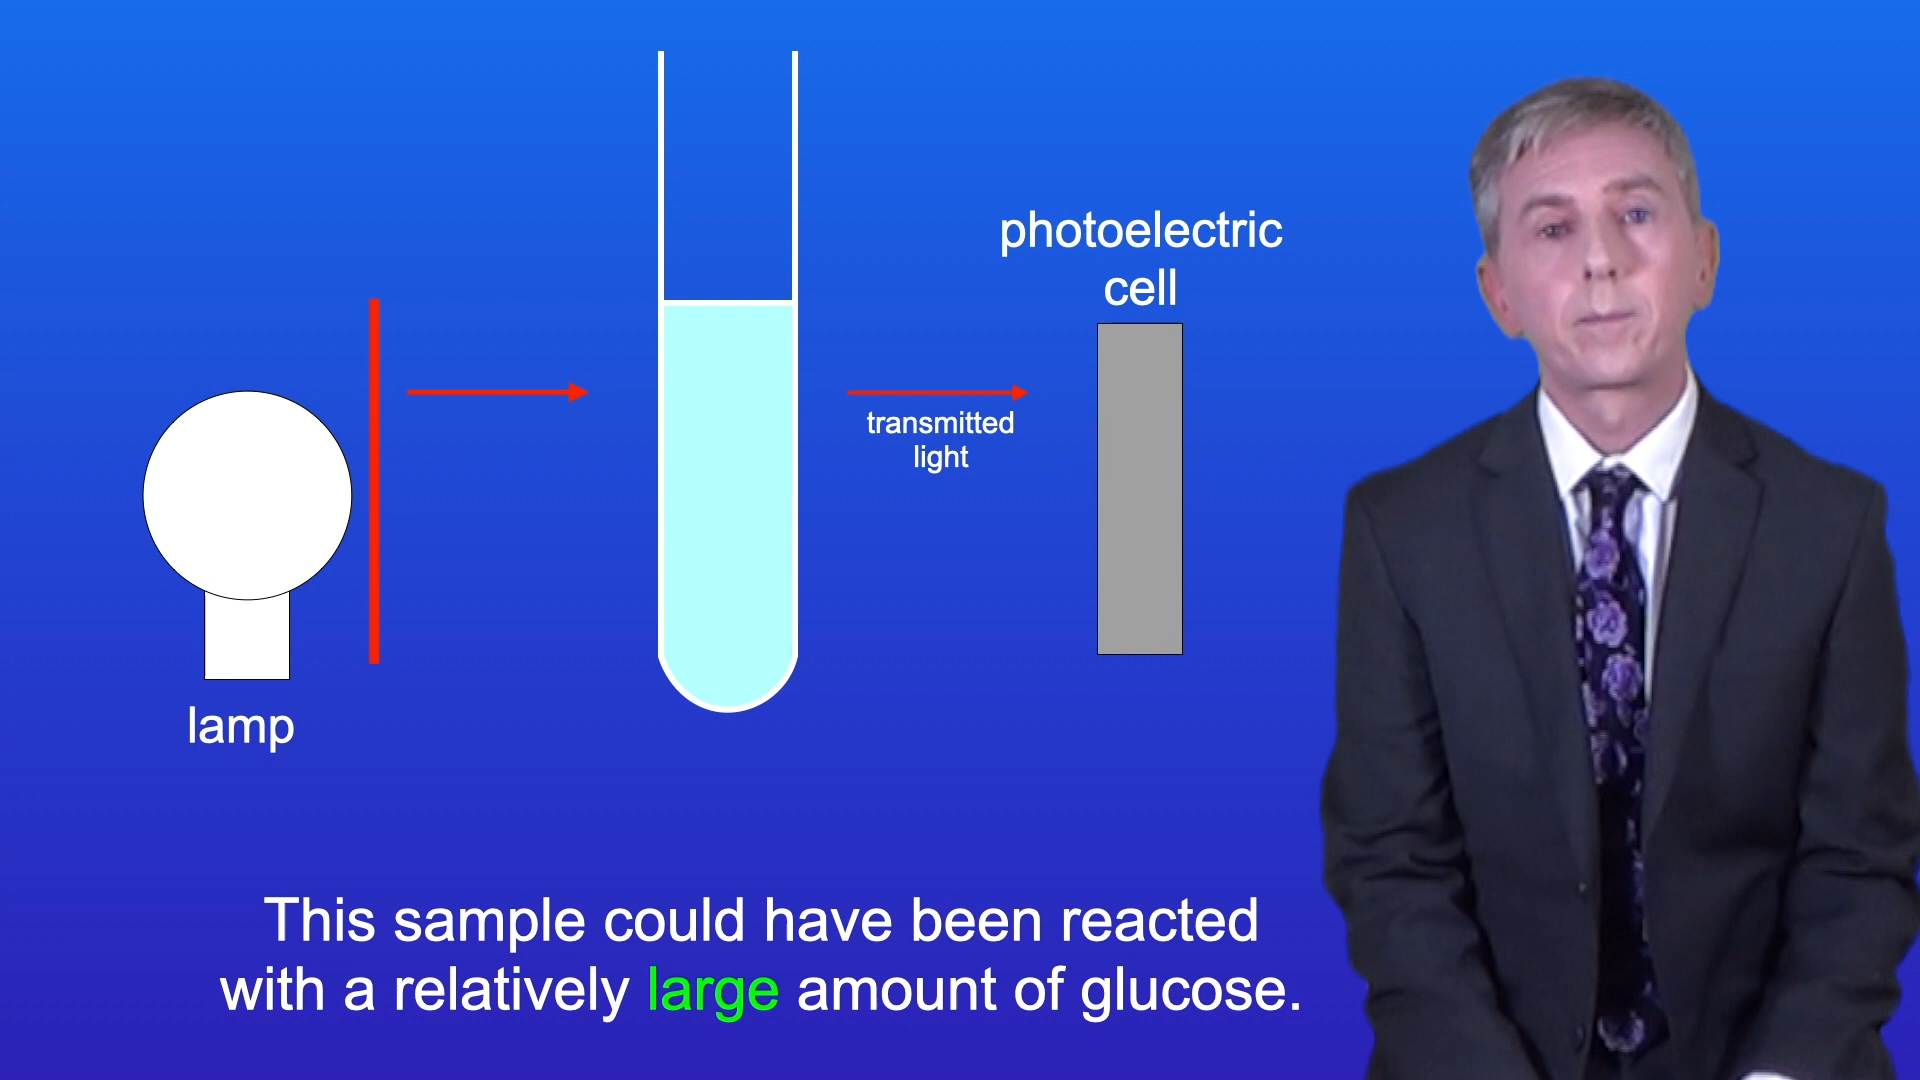 photoelectric
cell
transmitted
light
lamp
This sample could have been reacted
with a relatively large amount of glucose.